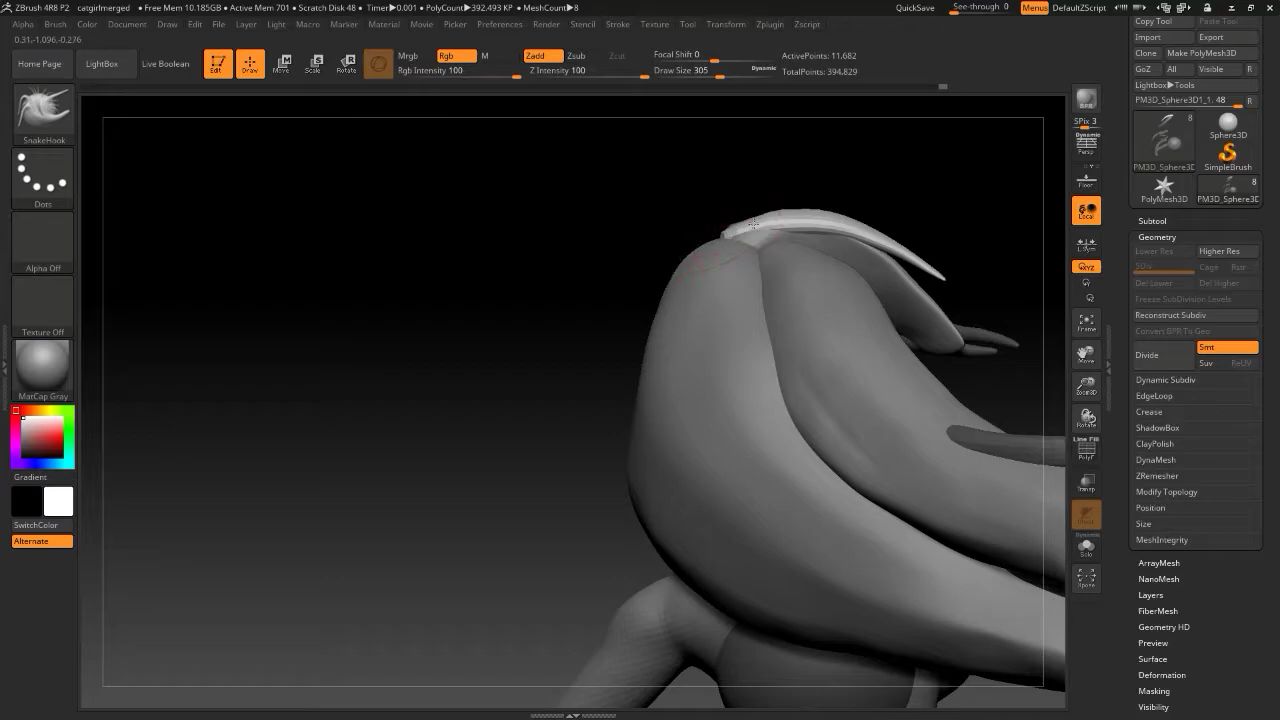 ZBrush 4R8 P2 catgirlmerged • Free Mem 10.185GB • Active Mem 701 • Scratch Disk 48 • Timer▶0.001 • PolyCount▶392.493 KP • MeshCount▶8 QuickSave See-through 0 Menus DefaultZScript
Alpha Brush Color Document Draw Edit File Layer Light Macro Marker Material Movie Picker Preferences Render Stencil Stroke Texture Tool Transform Zplugin Zscript
0.31,-1.096,-0.276
Home Page LightBox Live Boolean Edit Draw Move Scale Rotate
Mrgb Rgb M Zadd Zsub Zcut Focal Shift 0 ActivePoints: 11,682
Rgb Intensity 100 Z Intensity 100 Draw Size 305 Dynamic TotalPoints: 394,829
SnakeHook
Dots
Alpha Off
Texture Off
MatCap Gray
Gradient
SwitchColor
Alternate
BPR
SPix 3
Dynamic
Persp
Floor
Local
L.Sym
XYZ
Frame
Move
Zoom3D
Rotate
Line Fill
PolyF
Transp
Ghost
Dynamic
Solo
Xpose
Copy Tool Paste Tool
Import Export
Clone Make PolyMesh3D
GoZ All Visible R
Lightbox▶Tools
PM3D_Sphere3D1_1. 48 R
8
Sphere3D
PM3D_Sphere3D SimpleBrush
8
PolyMesh3D PM3D_Sphere3D
Subtool
Geometry
Lower Res Higher Res
SDiv Cage Rstr
Del Lower Del Higher
Freeze SubDivision Levels
Reconstruct Subdiv
Convert BPR To Geo
Divide Smt
Suv ReUV
Dynamic Subdiv
EdgeLoop
Crease
ShadowBox
ClayPolish
DynaMesh
ZRemesher
Modify Topology
Position
Size
MeshIntegrity
ArrayMesh
NanoMesh
Layers
FiberMesh
Geometry HD
Preview
Surface
Deformation
Masking
Visibility